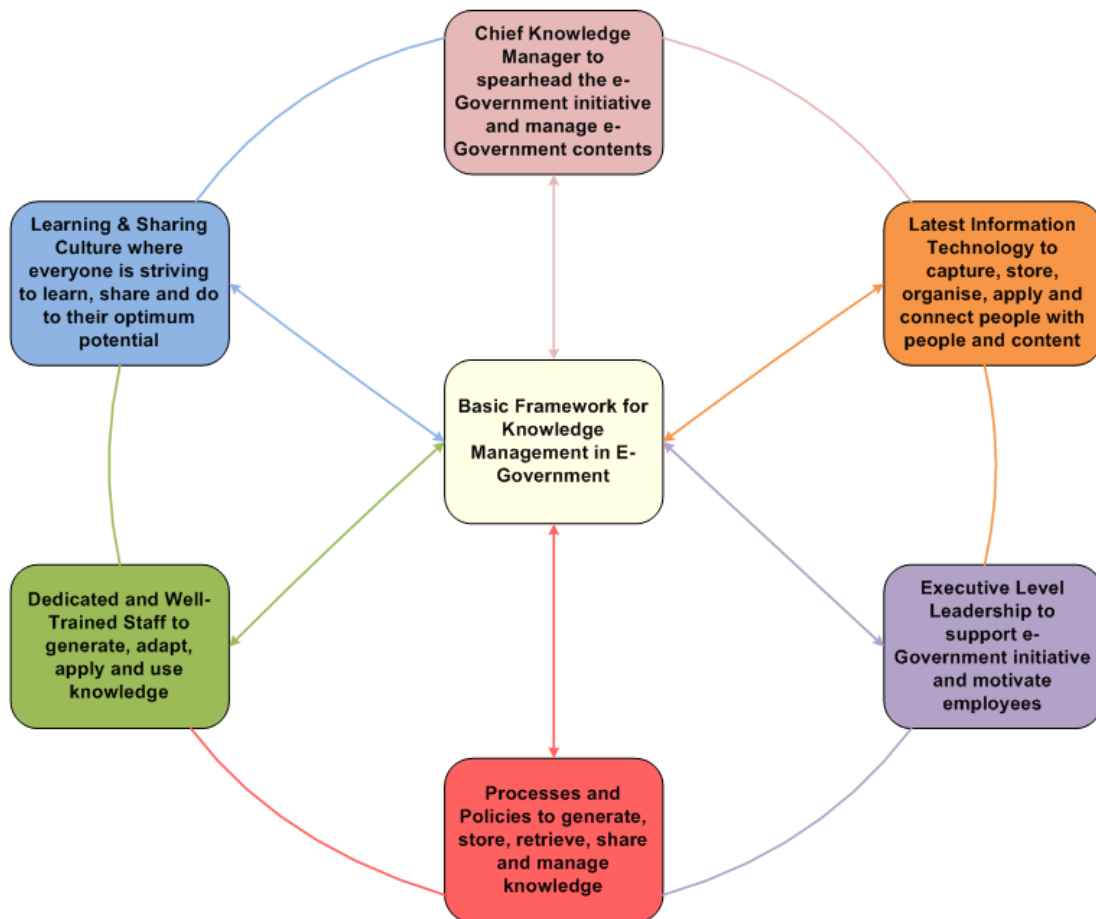 Chief Knowledge
Manager to
spearhead the e-
Government initiative
and manage e-
Government contents
Learning & Sharing
Culture where
everyone is striving
to learn, share and do
to their optimum
potential
Latest Information
Technology to
capture, store,
organise, apply and
connect people with
people and content
Basic Framework for
Knowledge
Management in E-
Government
Dedicated and Well-
Trained Staff to
generate, adapt,
apply and use
knowledge
Executive Level
Leadership to
support e-
Government initiative
and motivate
employees
Processes and
Policies to generate,
store, retrieve, share
and manage
knowledge